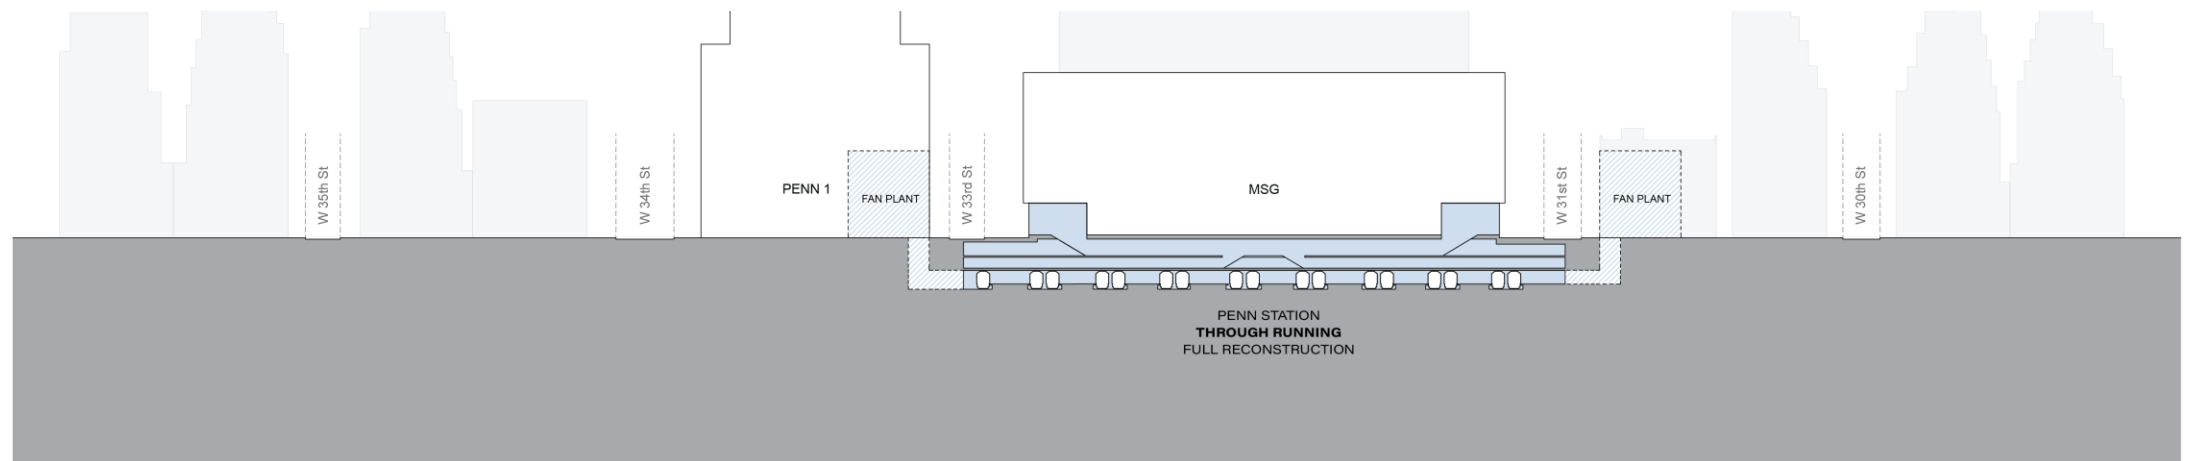 W 35th St
W 34th St
PENN 1
FAN PLANT
W 33rd St
MSG
W 31st St
FAN PLANT
W 30th St
PENN STATION
THROUGH RUNNING
FULL RECONSTRUCTION